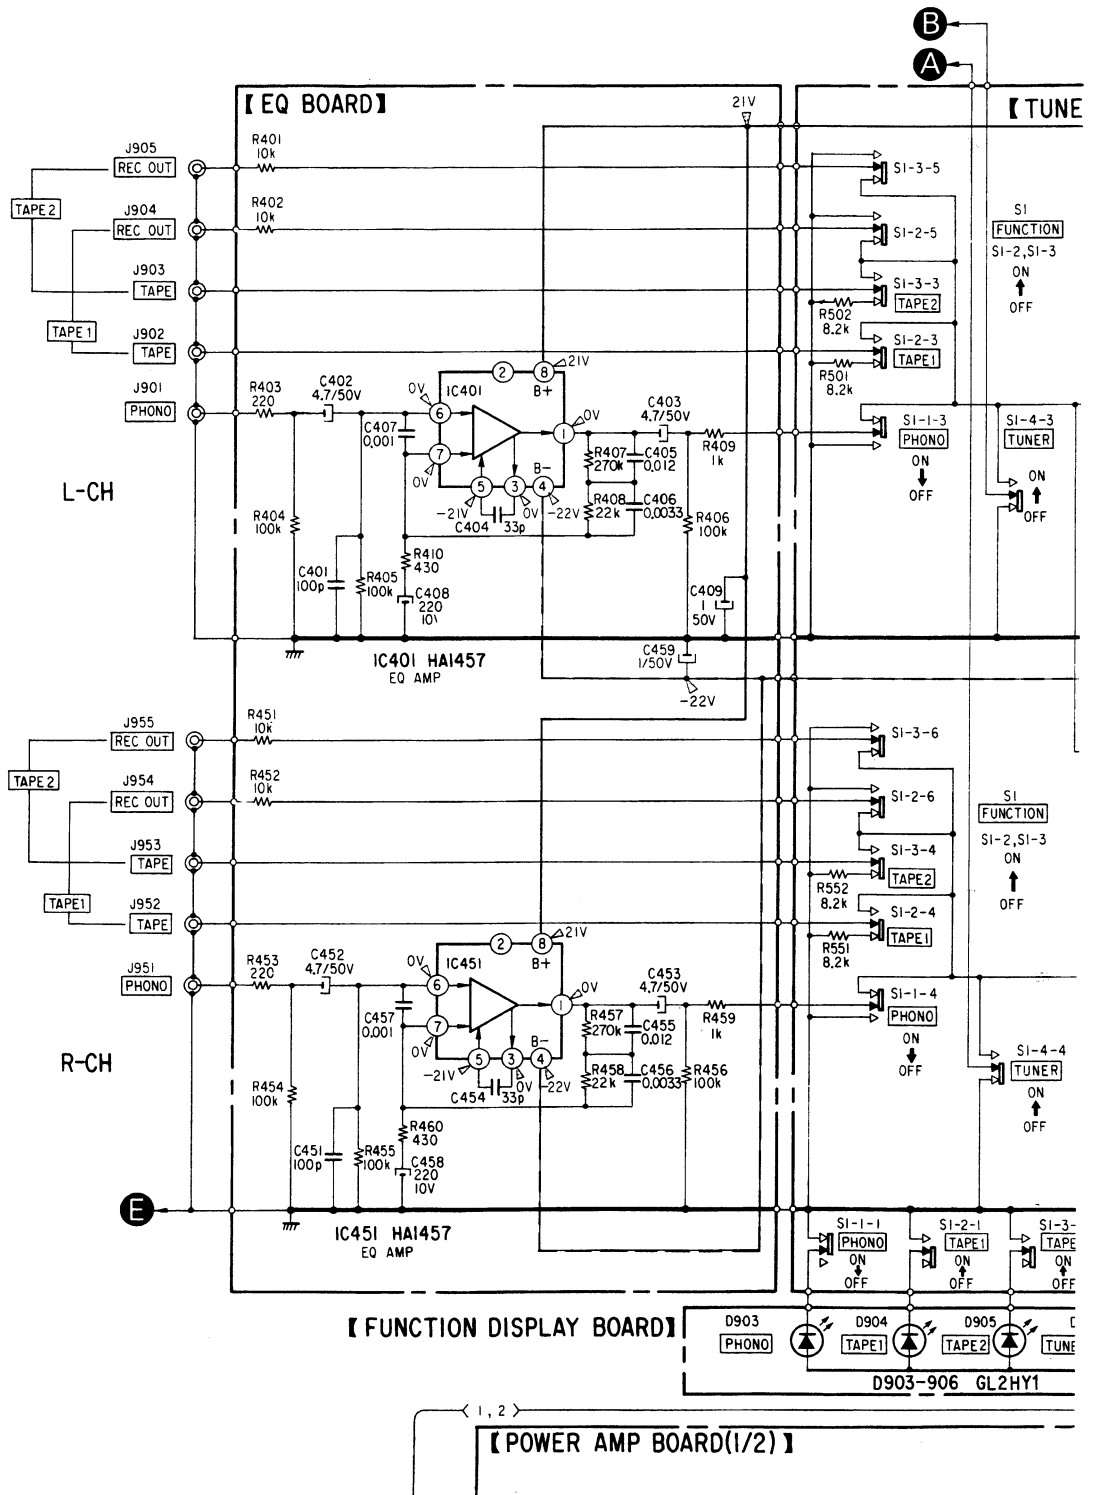 B
A
【EQ BOARD】
21V
【TUNE
J905
REC OUT
R401
10k
S1-3-5
TAPE2
J904
REC OUT
R402
10k
S1-2-5
S1
FUNCTION
S1-2,S1-3
ON
OFF
J903
TAPE
S1-3-3
TAPE2
R502
8.2k
TAPE1
J902
TAPE
S1-2-3
TAPE1
R501
8.2k
J901
PHONO
R403
220
C402
4.7/50V
0V
IC401
2
8
21V
B+
6
C407
0.001
7
0V
1
0V
C403
4.7/50V
R409
1k
S1-1-3
PHONO
ON
OFF
S1-4-3
TUNER
ON
OFF
R407
270k
C405
0.012
B-
5
3
4
-21V
0V
-22V
C404
33p
R408
22k
C406
0.0033
R406
100k
L-CH
R404
100k
C401
100p
R405
100k
R410
430
C408
220
10V
C409
1
50V
IC401 HA1457
EQ AMP
C459
1/50V
-22V
J955
REC OUT
R451
10k
S1-3-6
TAPE2
J954
REC OUT
R452
10k
S1-2-6
S1
FUNCTION
S1-2,S1-3
ON
OFF
J953
TAPE
S1-3-4
TAPE2
R552
8.2k
TAPE1
J952
TAPE
S1-2-4
TAPE1
R551
8.2k
J951
PHONO
R453
220
C452
4.7/50V
0V
IC451
2
8
21V
B+
6
C457
0.001
7
0V
1
0V
C453
4.7/50V
R459
1k
S1-1-4
PHONO
ON
OFF
S1-4-4
TUNER
ON
OFF
R457
270k
C455
0.012
B-
5
3
4
-21V
0V
-22V
C454
33p
R458
22k
C456
0.0033
R456
100k
R-CH
R454
100k
C451
100p
R455
100k
R460
430
C458
220
10V
E
IC451 HA1457
EQ AMP
S1-1-1
PHONO
ON
OFF
S1-2-1
TAPE1
ON
OFF
S1-3-
TAPE
ON
OFF
【FUNCTION DISPLAY BOARD】
D903
PHONO
D904
TAPE1
D905
TAPE2
D
TUNE
D903-906 GL2HY1
1, 2
【POWER AMP BOARD(1/2)】